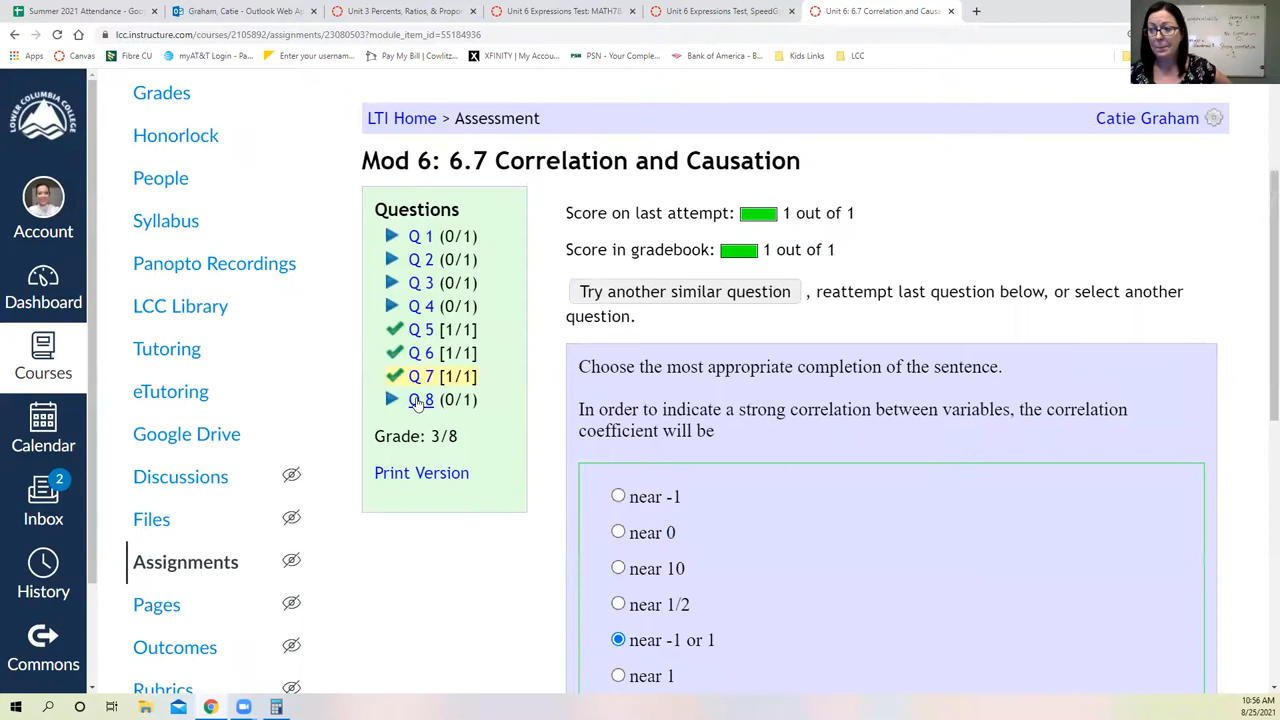 Summer 2021 Attendance - Goog
Graham, Catie - Outlook Web Ap
Unit 3 Percents, Ratios, & Prop
Unit 6 Expressions Test: MATH78
Unit 6 Expressions Test, SpeedG
Unit 6: 6.7 Correlation and Causa
lcc.instructure.com/courses/2105892/assignments/23080503?module_item_id=55184936
Apps
Canvas
Fibre CU
myAT&T Login - Pa...
Enter your usernam...
Pay My Bill | Cowlitz...
XFINITY | My Accou...
PSN - Your Comple...
Bank of America - B...
Kids Links
LCC
LOWER COLUMBIA COLLEGE
Account
Dashboard
Courses
Calendar
2
Inbox
History
Commons
Grades
Honorlock
People
Syllabus
Panopto Recordings
LCC Library
Tutoring
eTutoring
Google Drive
Discussions
Files
Assignments
Pages
Outcomes
Rubrics
LTI Home > Assessment
Catie Graham
Mod 6: 6.7 Correlation and Causation
Questions
Q 1 (0/1)
Q 2 (0/1)
Q 3 (0/1)
Q 4 (0/1)
Q 5 [1/1]
Q 6 [1/1]
Q 7 [1/1]
Q 8 (0/1)
Grade: 3/8
Print Version
Score on last attempt: 1 out of 1
Score in gradebook: 1 out of 1
Try another similar question , reattempt last question below, or select another
question.
Choose the most appropriate completion of the sentence.
In order to indicate a strong correlation between variables, the correlation
coefficient will be
near -1
near 0
near 10
near 1/2
near -1 or 1
near 1
10:56 AM
8/25/2021